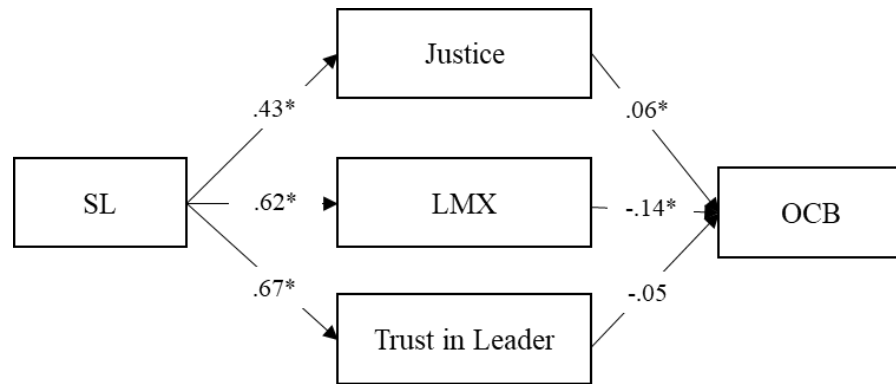 Justice
.43*
.06*
SL
.62*
LMX
-.14*
OCB
.67*
-.05
Trust in Leader